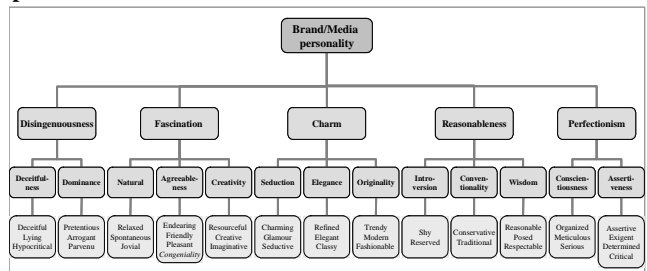 Brand/Media
personality
Disingenuousness
Fascination
Charm
Reasonableness
Perfectionism
Deceitful-
ness
Dominance
Natural
Agreeable-
ness
Creativity
Seduction
Elegance
Originality
Intro-
version
Conven-
tionality
Wisdom
Conscien-
tiousness
Asserti-
veness
Deceitful
Lying
Hypocritical
Pretentious
Arrogant
Parvenu
Relaxed
Spontaneous
Jovial
Endearing
Friendly
Pleasant
Congeniality
Resourceful
Creative
Imaginative
Charming
Glamour
Seductive
Refined
Elegant
Classy
Trendy
Modern
Fashionable
Shy
Reserved
Conservative
Traditional
Reasonable
Posed
Respectable
Organized
Meticulous
Serious
Assertive
Exigent
Determined
Critical